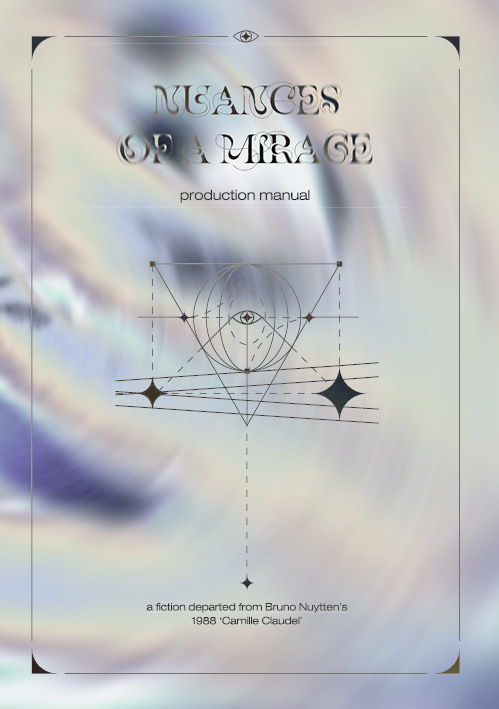 NUANCES
OF A MIRAGE
production manual
a fiction departed from Bruno Nuytten's
1988 'Camille Claudel'